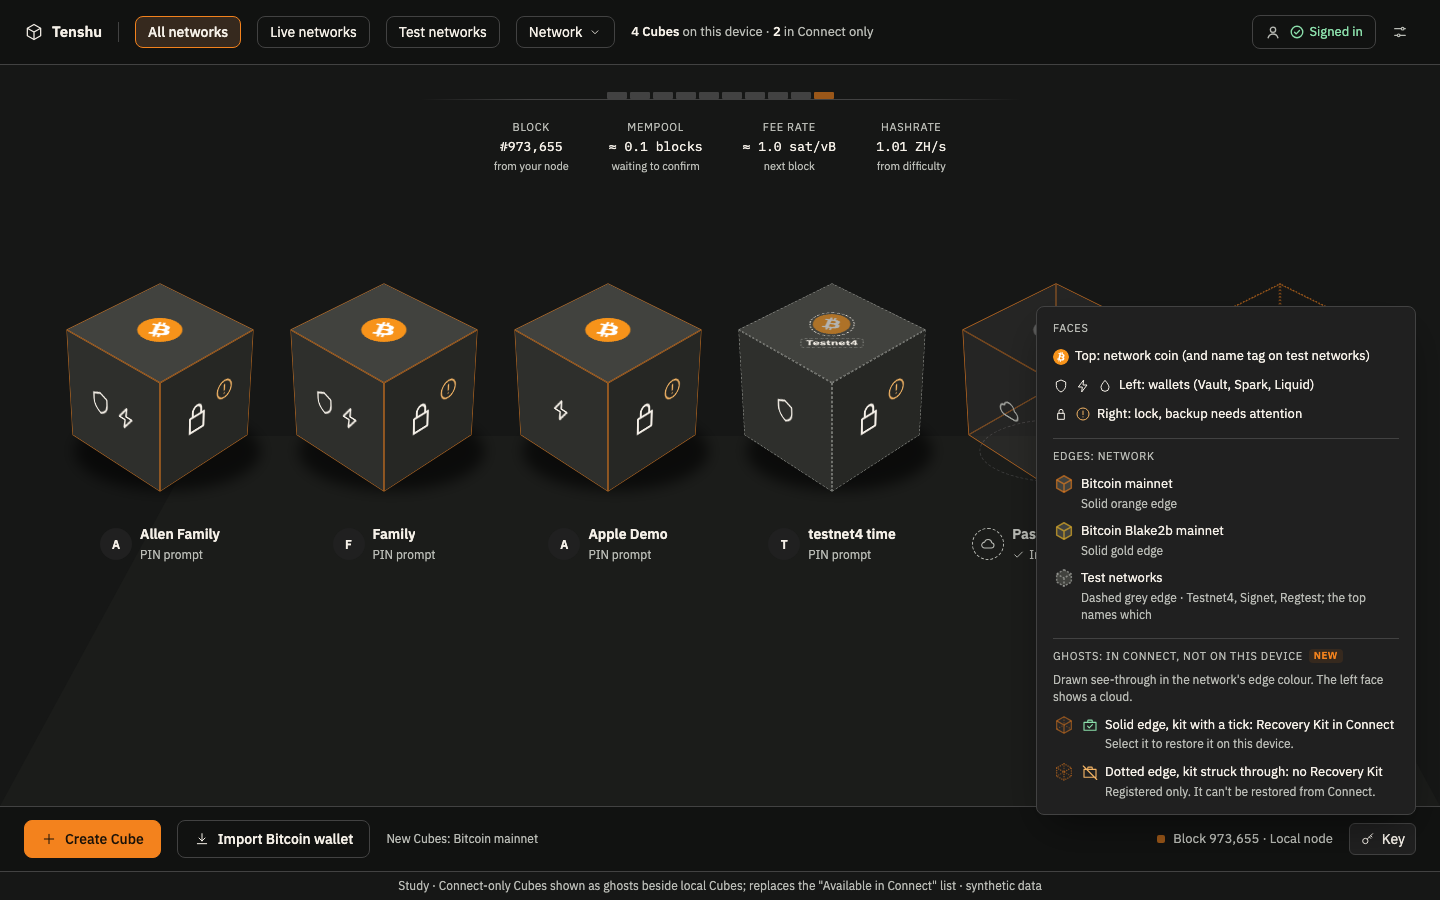 Tenshu
All networks
Live networks
Test networks
Network
4 Cubes on this device · 2 in Connect only
Signed in
BLOCK
#973,655
from your node
MEMPOOL
≈ 0.1 blocks
waiting to confirm
FEE RATE
≈ 1.0 sat/vB
next block
HASHRATE
1.01 ZH/s
from difficulty
Testnet4
A
Allen Family
PIN prompt
F
Family
PIN prompt
A
Apple Demo
PIN prompt
T
testnet4 time
PIN prompt
FACES
Top: network coin (and name tag on test networks)
Left: wallets (Vault, Spark, Liquid)
Right: lock, backup needs attention
EDGES: NETWORK
Bitcoin mainnet
Solid orange edge
Bitcoin Blake2b mainnet
Solid gold edge
Test networks
Dashed grey edge · Testnet4, Signet, Regtest; the top
names which
GHOSTS: IN CONNECT, NOT ON THIS DEVICE NEW
Drawn see-through in the network's edge colour. The left face
shows a cloud.
Solid edge, kit with a tick: Recovery Kit in Connect
Select it to restore it on this device.
Dotted edge, kit struck through: no Recovery Kit
Registered only. It can't be restored from Connect.
Create Cube
Import Bitcoin wallet
New Cubes: Bitcoin mainnet
Block 973,655 · Local node
Key
Study · Connect-only Cubes shown as ghosts beside local Cubes; replaces the "Available in Connect" list · synthetic data